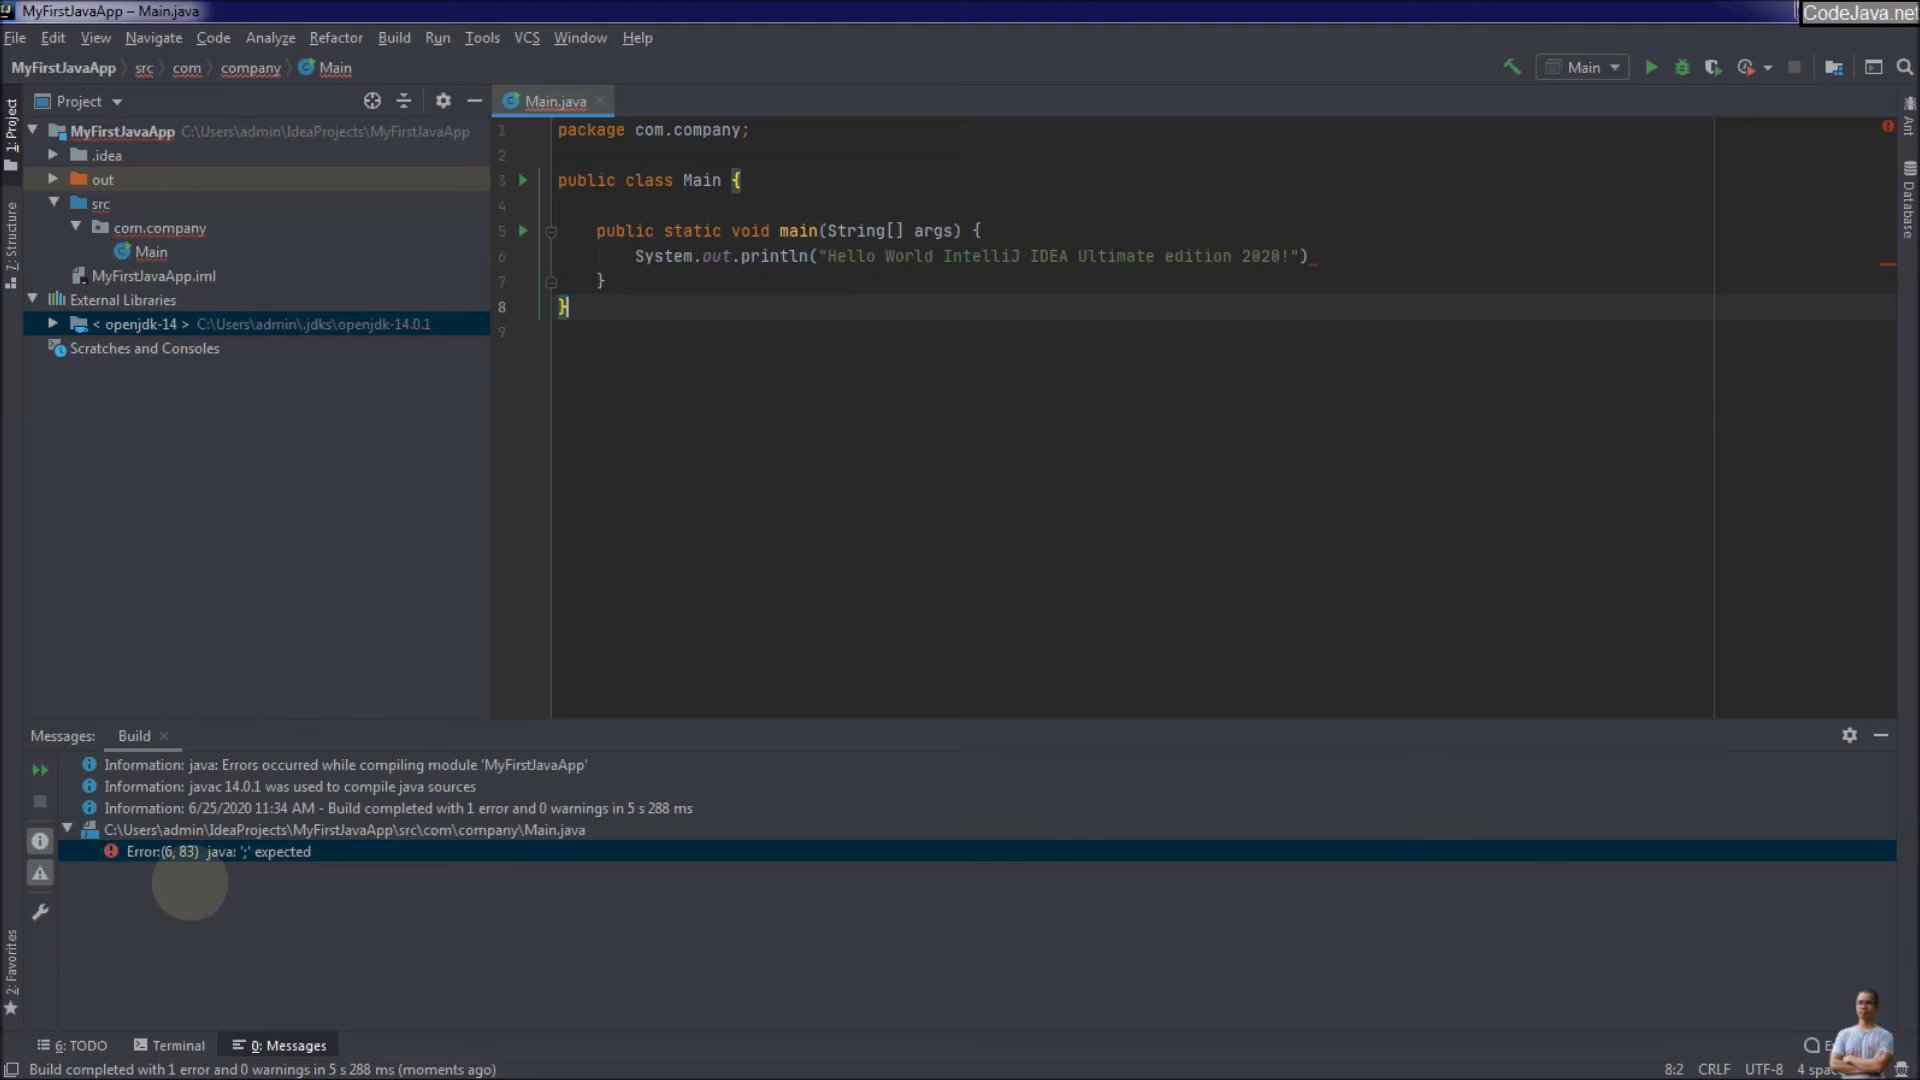 MyFirstJavaApp – Main.java
CodeJava.net
File Edit View Navigate Code Analyze Refactor Build Run Tools VCS Window Help
MyFirstJavaApp src com company Main
Main
Project
Main.java
1: Project
7: Structure
2: Favorites
Ant
Database
MyFirstJavaApp C:\Users\admin\IdeaProjects\MyFirstJavaApp
.idea
out
src
com.company
Main
MyFirstJavaApp.iml
External Libraries
< openjdk-14 > C:\Users\admin\.jdks\openjdk-14.0.1
Scratches and Consoles
1 package com.company;
2
3 public class Main {
4
5 public static void main(String[] args) {
6 System.out.println("Hello World IntelliJ IDEA Ultimate edition 2020!")
7 }
8 }
9
Messages: Build
Information: java: Errors occurred while compiling module 'MyFirstJavaApp'
Information: javac 14.0.1 was used to compile java sources
Information: 6/25/2020 11:34 AM - Build completed with 1 error and 0 warnings in 5 s 288 ms
C:\Users\admin\IdeaProjects\MyFirstJavaApp\src\com\company\Main.java
Error:(6, 83) java: ';' expected
6: TODO Terminal 0: Messages
Build completed with 1 error and 0 warnings in 5 s 288 ms (moments ago)
8:2 CRLF UTF-8 4